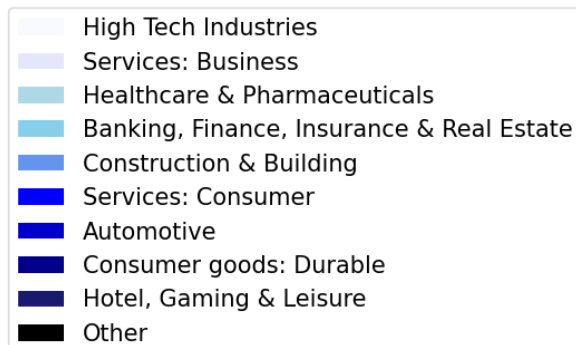 High Tech Industries
Services: Business
Healthcare & Pharmaceuticals
Banking, Finance, Insurance & Real Estate
Construction & Building
Services: Consumer
Automotive
Consumer goods: Durable
Hotel, Gaming & Leisure
Other